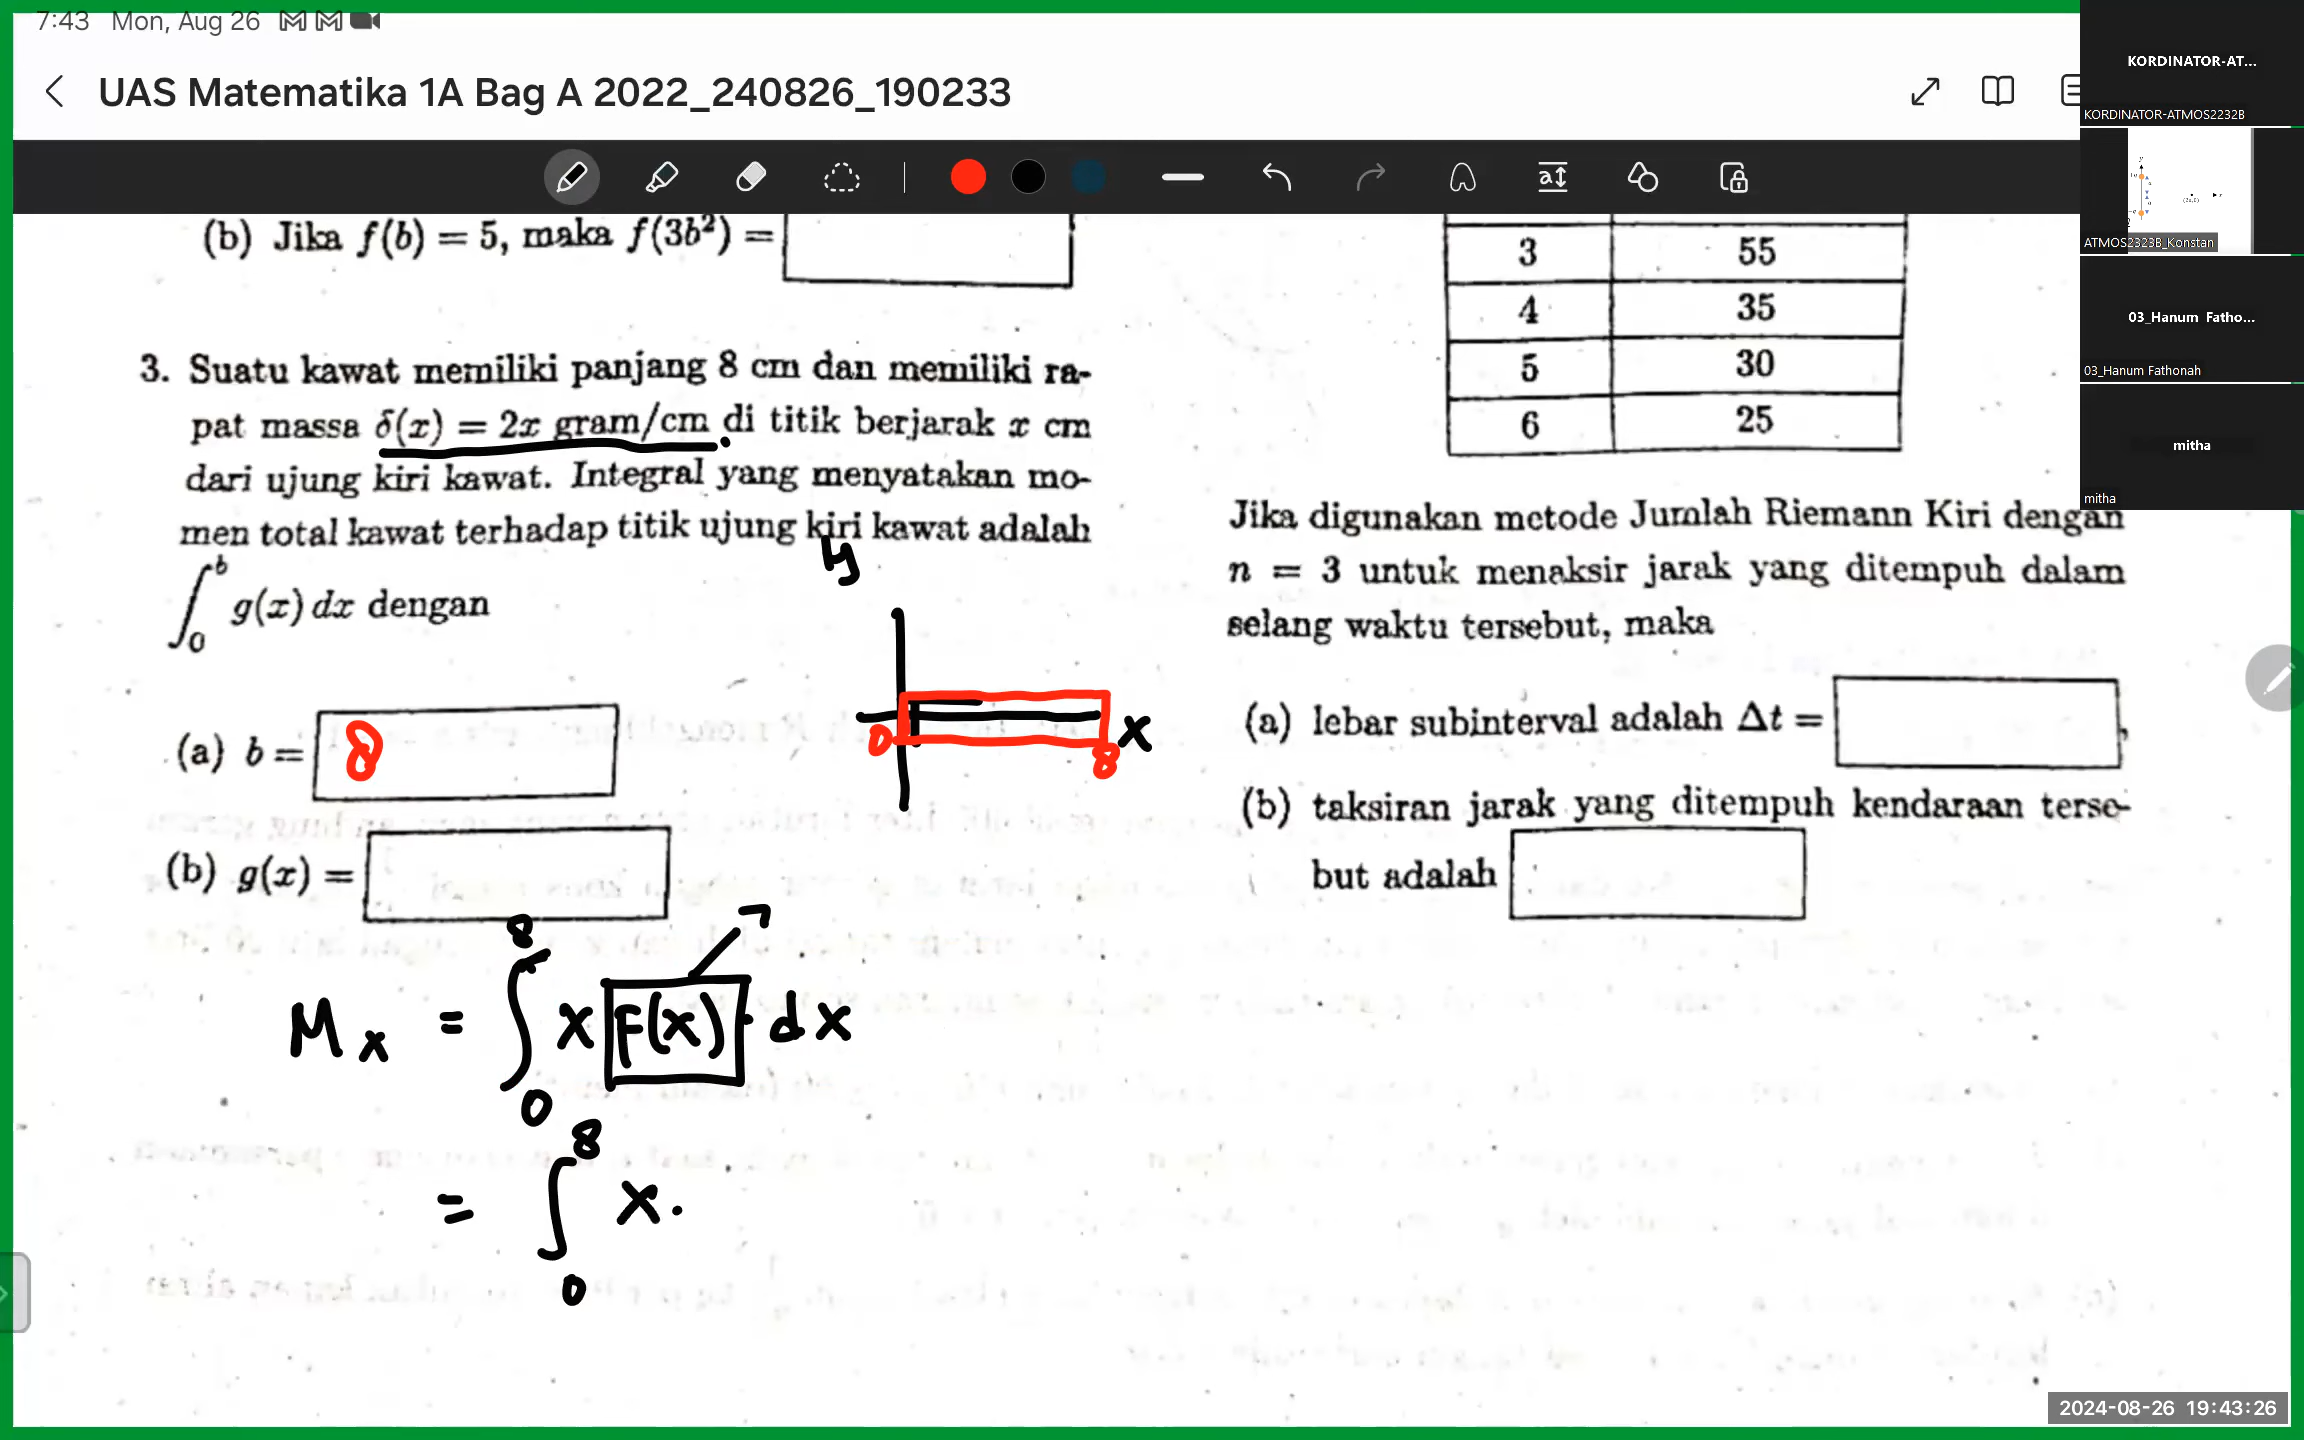 7:43 Mon, Aug 26
UAS Matematika 1A Bag A 2022_240826_190233
(b) Jika f(b) = 5, maka f(3b²) =
3. Suatu kawat memiliki panjang 8 cm dan memiliki ra-
pat massa δ(x) = 2x gram/cm di titik berjarak x cm
dari ujung kiri kawat. Integral yang menyatakan mo-
men total kawat terhadap titik ujung kiri kawat adalah
∫₀ᵇ g(x) dx dengan
(a) b = 8
(b) g(x) =
y
0 8 x
Mx = ∫₀⁸ x F(x) · dx
= ∫₀⁸ x.
3 55
4 35
5 30
6 25
Jika digunakan metode Jumlah Riemann Kiri dengan
n = 3 untuk menaksir jarak yang ditempuh dalam
selang waktu tersebut, maka
(a) lebar subinterval adalah Δt = ,
(b) taksiran jarak yang ditempuh kendaraan terse-
but adalah
KORDINATOR-AT...
KORDINATOR-ATMOS2232B
ATMOS2323B_Konstan
03_Hanum Fatho...
03_Hanum Fathonah
mitha
mitha
2024-08-26 19:43:26